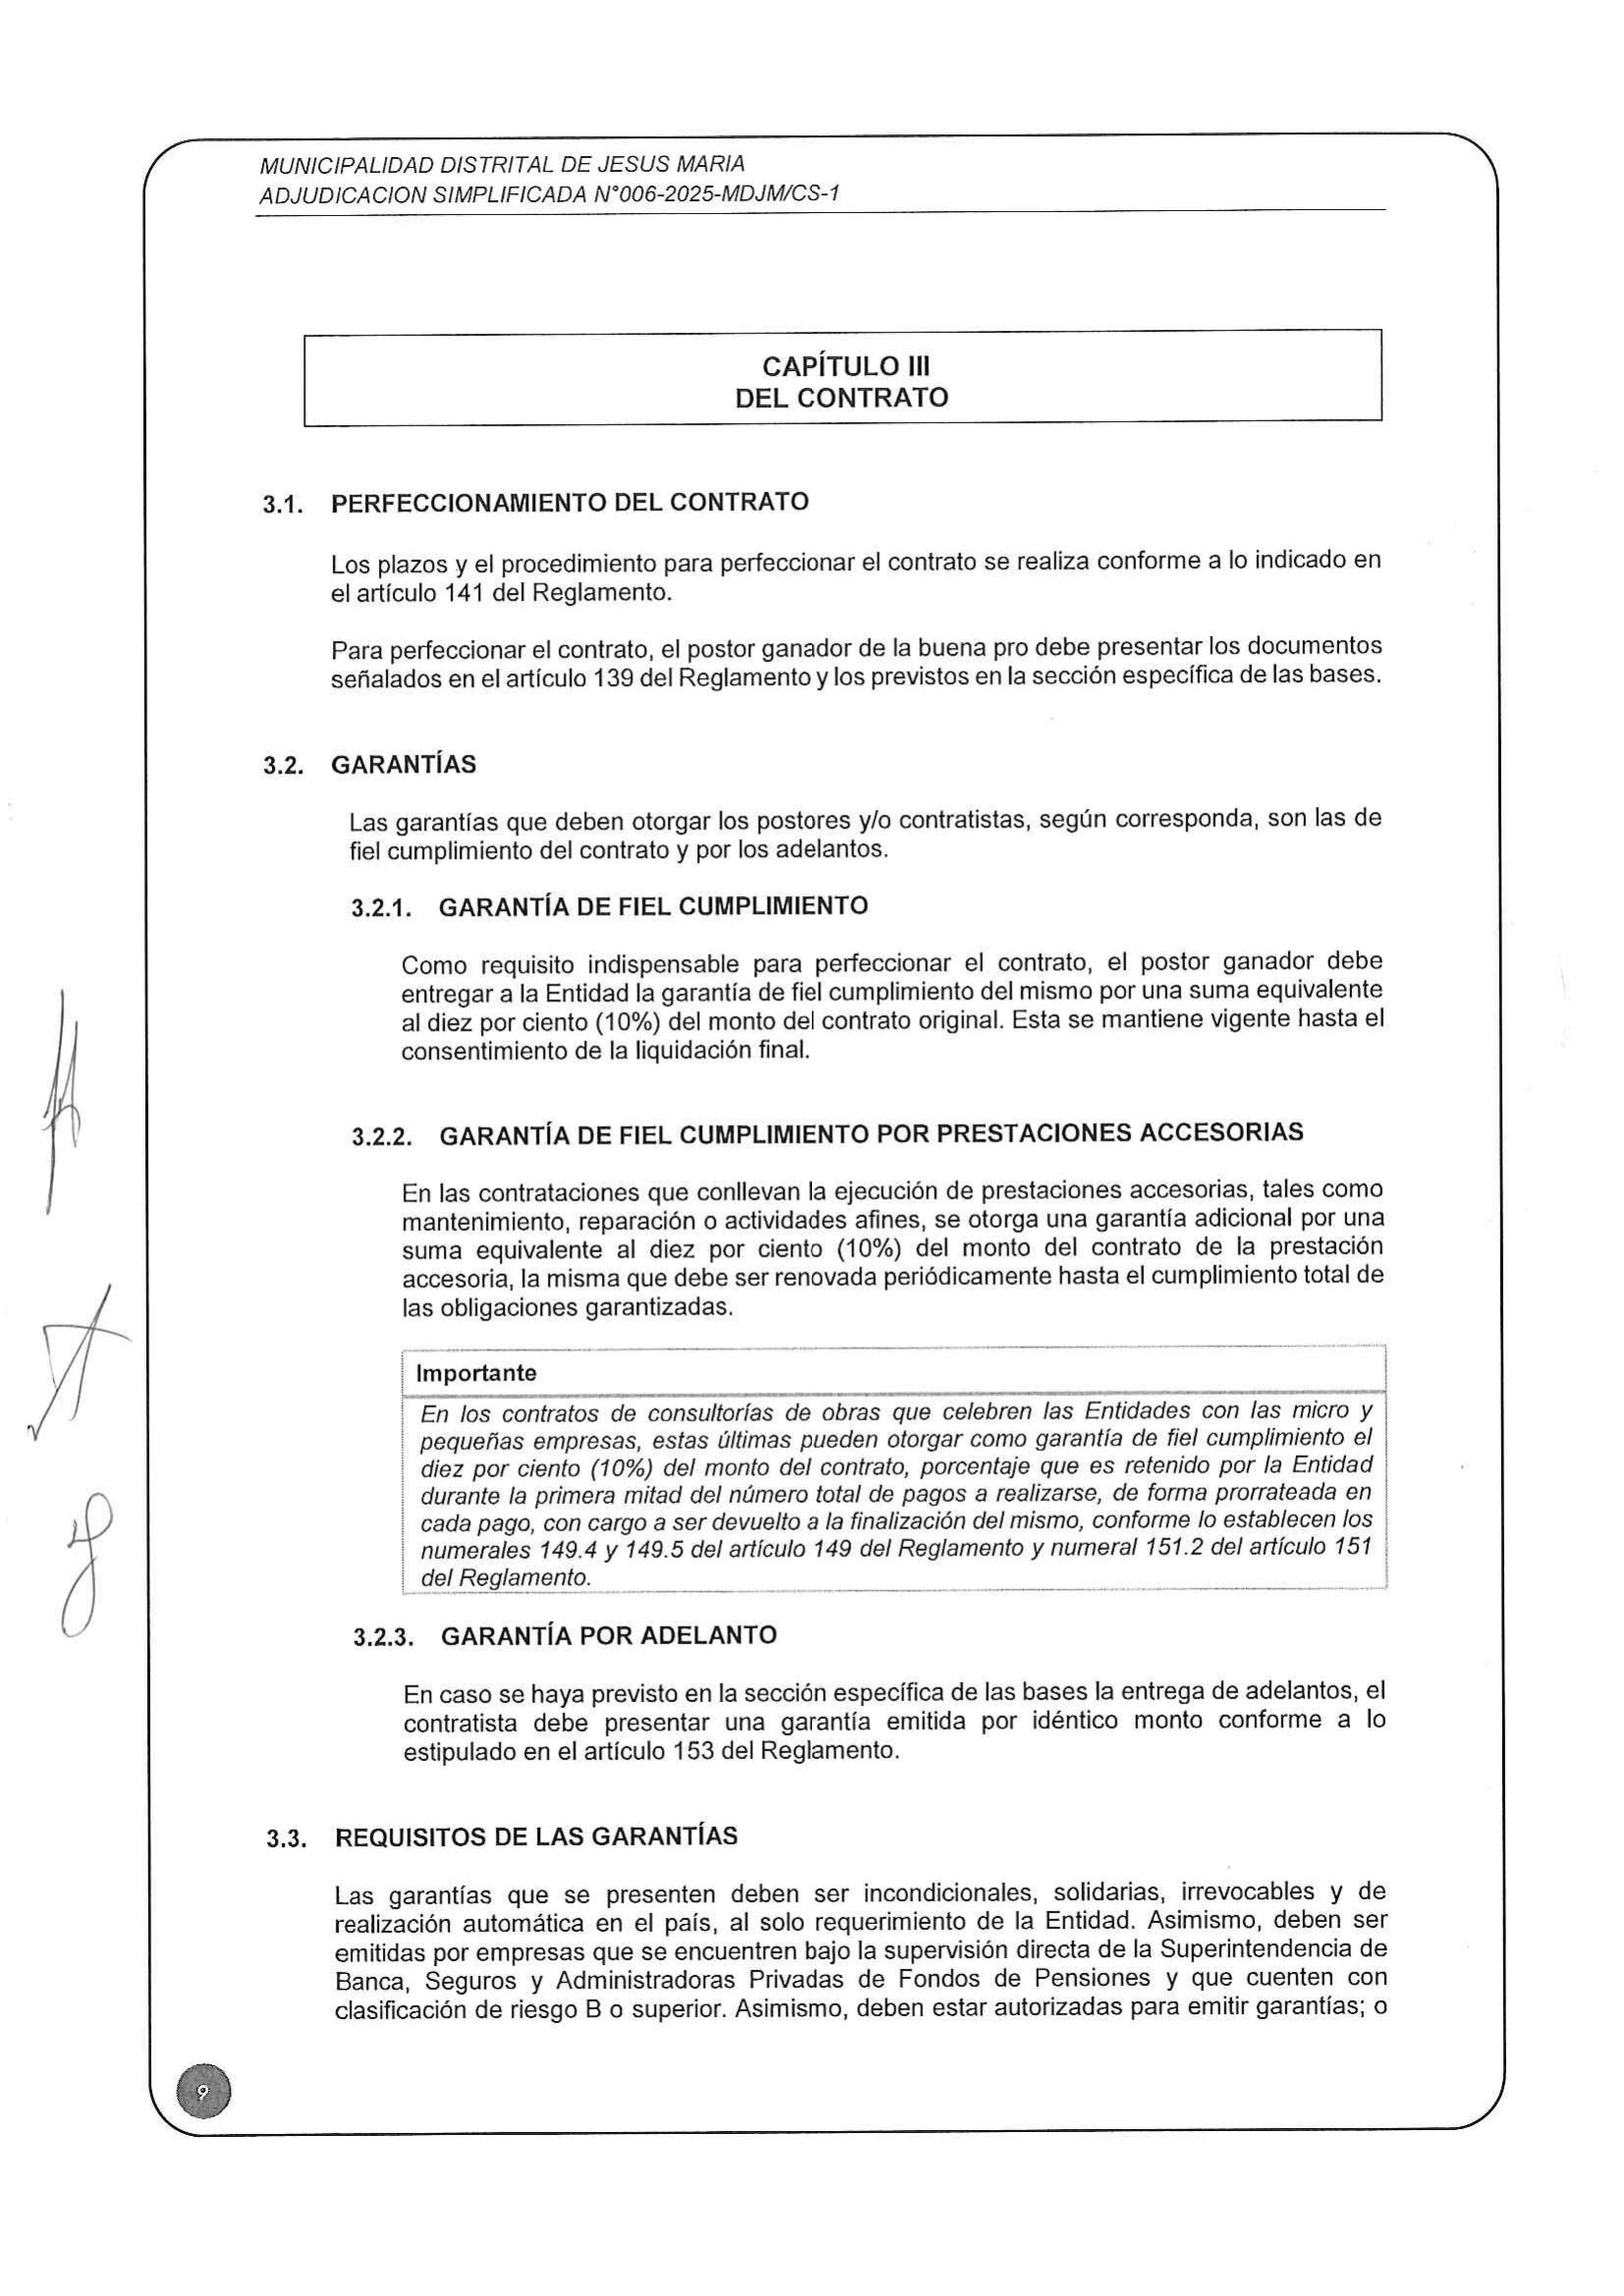 MUNICIPALIDAD DISTRITAL DE JESUS MARIA
ADJUDICACION SIMPLIFICADA N°006-2025-MDJM/CS-1
CAPÍTULO III
DEL CONTRATO
3.1. PERFECCIONAMIENTO DEL CONTRATO
Los plazos y el procedimiento para perfeccionar el contrato se realiza conforme a lo indicado en
el artículo 141 del Reglamento.
Para perfeccionar el contrato, el postor ganador de la buena pro debe presentar los documentos
señalados en el artículo 139 del Reglamento y los previstos en la sección específica de las bases.
3.2. GARANTÍAS
Las garantías que deben otorgar los postores y/o contratistas, según corresponda, son las de
fiel cumplimiento del contrato y por los adelantos.
3.2.1. GARANTÍA DE FIEL CUMPLIMIENTO
Como requisito indispensable para perfeccionar el contrato, el postor ganador debe
entregar a la Entidad la garantía de fiel cumplimiento del mismo por una suma equivalente
al diez por ciento (10%) del monto del contrato original. Esta se mantiene vigente hasta el
consentimiento de la liquidación final.
3.2.2. GARANTÍA DE FIEL CUMPLIMIENTO POR PRESTACIONES ACCESORIAS
En las contrataciones que conllevan la ejecución de prestaciones accesorias, tales como
mantenimiento, reparación o actividades afines, se otorga una garantía adicional por una
suma equivalente al diez por ciento (10%) del monto del contrato de la prestación
accesoria, la misma que debe ser renovada periódicamente hasta el cumplimiento total de
las obligaciones garantizadas.
Importante
En los contratos de consultorías de obras que celebren las Entidades con las micro y
pequeñas empresas, estas últimas pueden otorgar como garantía de fiel cumplimiento el
diez por ciento (10%) del monto del contrato, porcentaje que es retenido por la Entidad
durante la primera mitad del número total de pagos a realizarse, de forma prorrateada en
cada pago, con cargo a ser devuelto a la finalización del mismo, conforme lo establecen los
numerales 149.4 y 149.5 del artículo 149 del Reglamento y numeral 151.2 del artículo 151
del Reglamento.
3.2.3. GARANTÍA POR ADELANTO
En caso se haya previsto en la sección específica de las bases la entrega de adelantos, el
contratista debe presentar una garantía emitida por idéntico monto conforme a lo
estipulado en el artículo 153 del Reglamento.
3.3. REQUISITOS DE LAS GARANTÍAS
Las garantías que se presenten deben ser incondicionales, solidarias, irrevocables y de
realización automática en el país, al solo requerimiento de la Entidad. Asimismo, deben ser
emitidas por empresas que se encuentren bajo la supervisión directa de la Superintendencia de
Banca, Seguros y Administradoras Privadas de Fondos de Pensiones y que cuenten con
clasificación de riesgo B o superior. Asimismo, deben estar autorizadas para emitir garantías; o
9